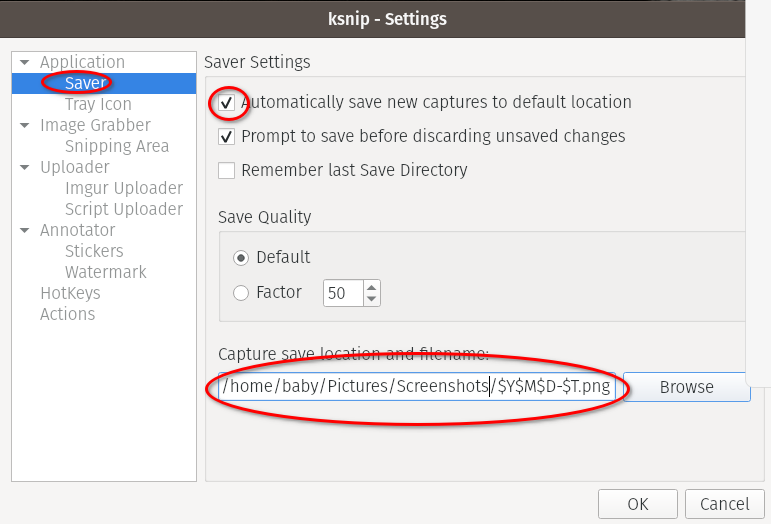 ksnip - Settings
Application
Saver
Tray Icon
Image Grabber
Snipping Area
Uploader
Imgur Uploader
Script Uploader
Annotator
Stickers
Watermark
HotKeys
Actions
Saver Settings
Automatically save new captures to default location
Prompt to save before discarding unsaved changes
Remember last Save Directory
Save Quality
Default
Factor
50
Capture save location and filename:
/home/baby/Pictures/Screenshots/$Y$M$D-$T.png
Browse
OK
Cancel